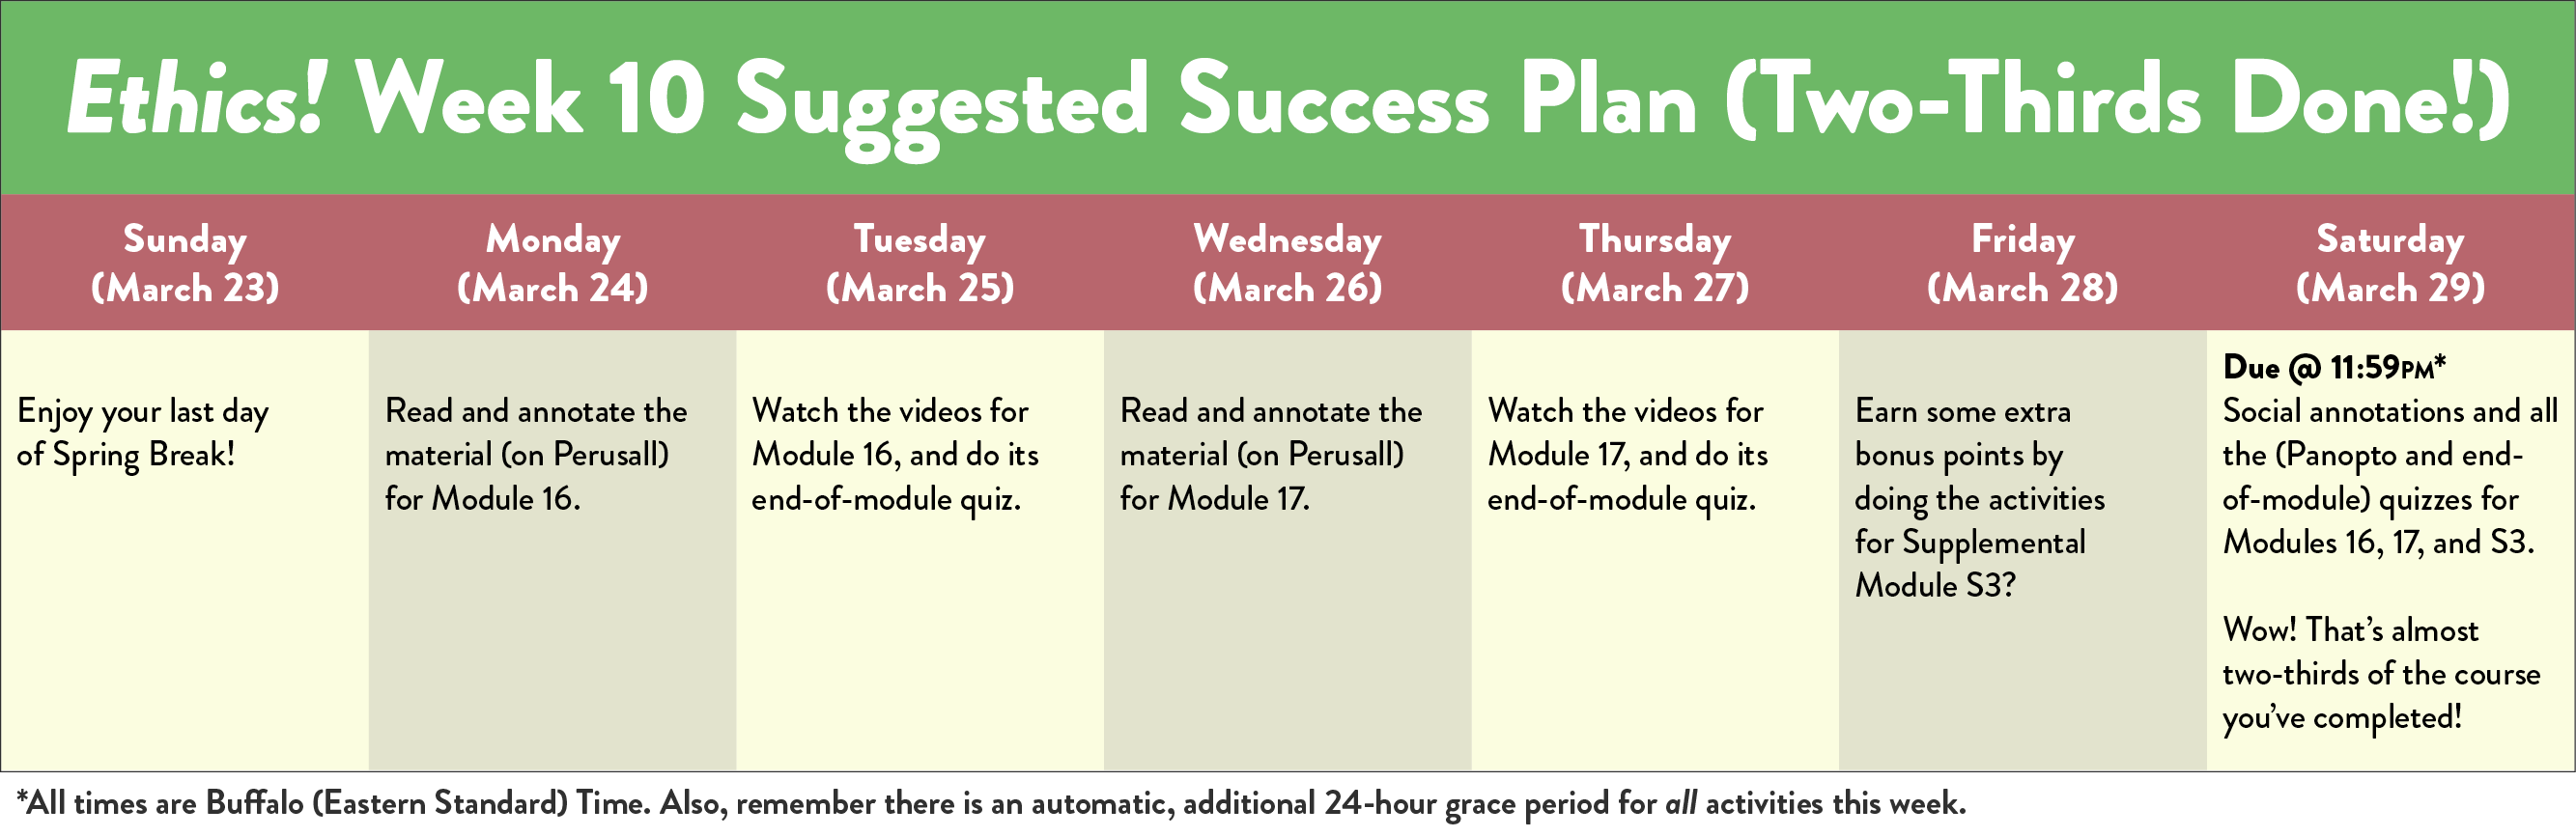 Ethics! Week 10 Suggested Success Plan (Two-Thirds Done!)
Sunday
(March 23)
Monday
(March 24)
Tuesday
(March 25)
Wednesday
(March 26)
Thursday
(March 27)
Friday
(March 28)
Saturday
(March 29)
Enjoy your last day
of Spring Break!
Read and annotate the
material (on Perusall)
for Module 16.
Watch the videos for
Module 16, and do its
end-of-module quiz.
Read and annotate the
material (on Perusall)
for Module 17.
Watch the videos for
Module 17, and do its
end-of-module quiz.
Earn some extra
bonus points by
doing the activities
for Supplemental
Module S3?
Due @ 11:59PM*
Social annotations and all
the (Panopto and end-
of-module) quizzes for
Modules 16, 17, and S3.
Wow! That’s almost
two-thirds of the course
you’ve completed!
*All times are Buffalo (Eastern Standard) Time. Also, remember there is an automatic, additional 24-hour grace period for all activities this week.